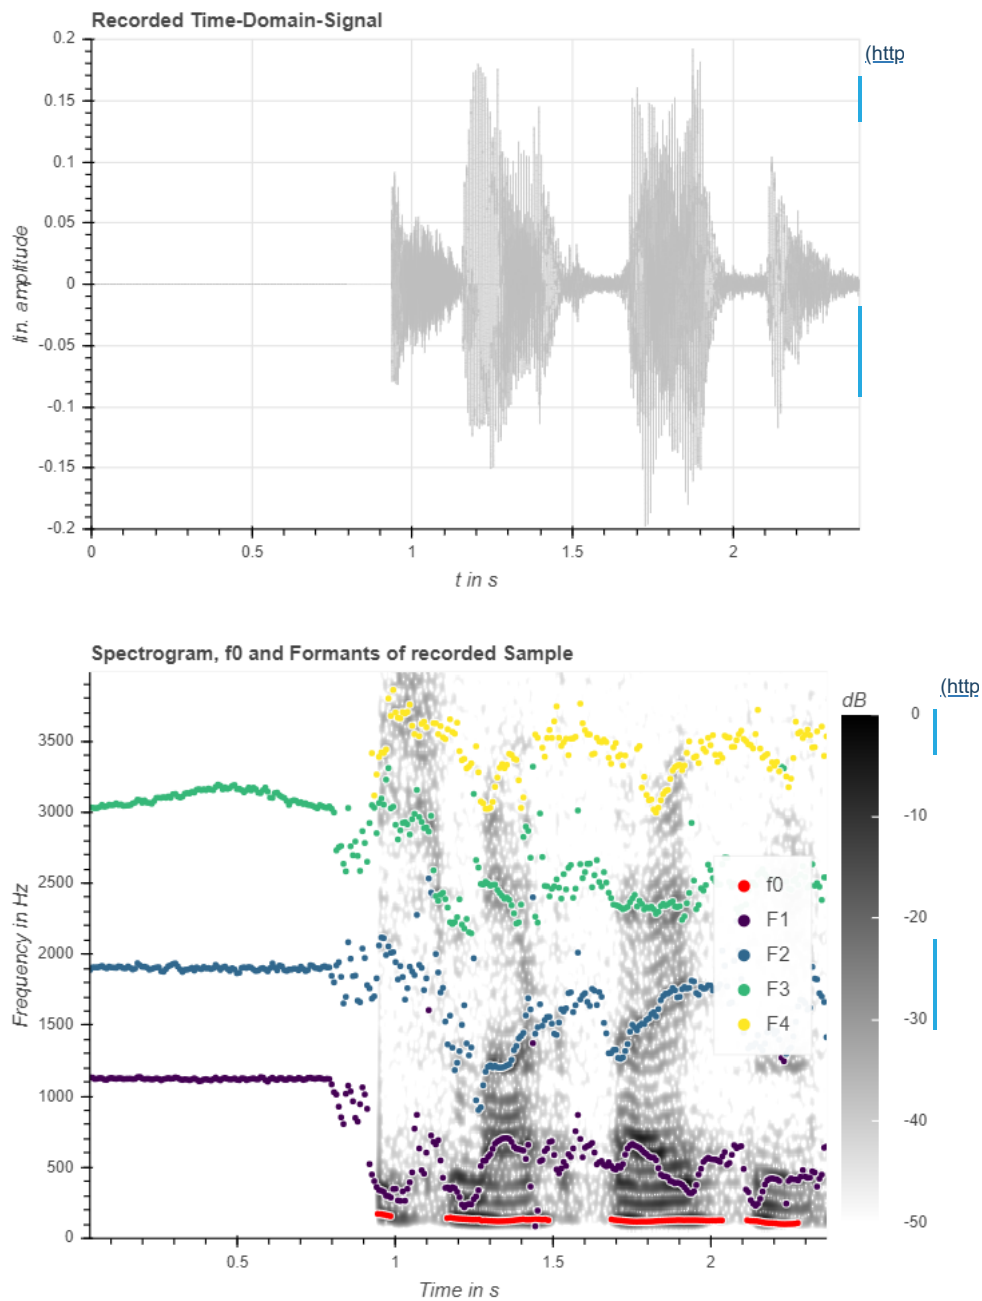 Recorded Time-Domain-Signal
(http
0.2
0.15
0.1
0.05
0
-0.05
-0.1
-0.15
-0.2
lin. amplitude
0 0.5 1 1.5 2
t in s
Spectrogram, f0 and Formants of recorded Sample
(http
dB
3500
3000
2500
2000
1500
1000
500
0
Frequency in Hz
f0
F1
F2
F3
F4
0
-10
-20
-30
-40
-50
0.5 1 1.5 2
Time in s